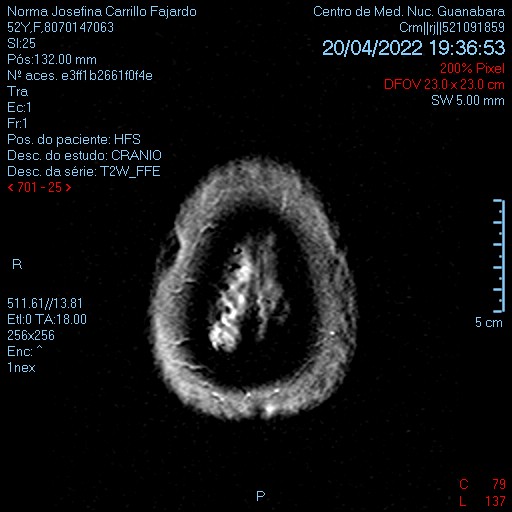 Norma Josefina Carrillo Fajardo
52Y,F,8070147063
Sl:25
Pós:132.00 mm
Nº aces. e3ff1b2661f0f4e
Tra
Ec:1
Fr:1
Pos. do paciente: HFS
Desc. do estudo: CRANIO
Desc. da série: T2W_FFE
< 701 - 25 >
Centro de Med. Nuc. Guanabara
Crm||rj||521091859
20/04/2022 19:36:53
200% Pixel
DFOV 23.0 x 23.0 cm
SW 5.00 mm
R
5 cm
511.61//13.81
Etl:0 TA:18.00
256x256
Enc: ^
1nex
P
C 79
L 137